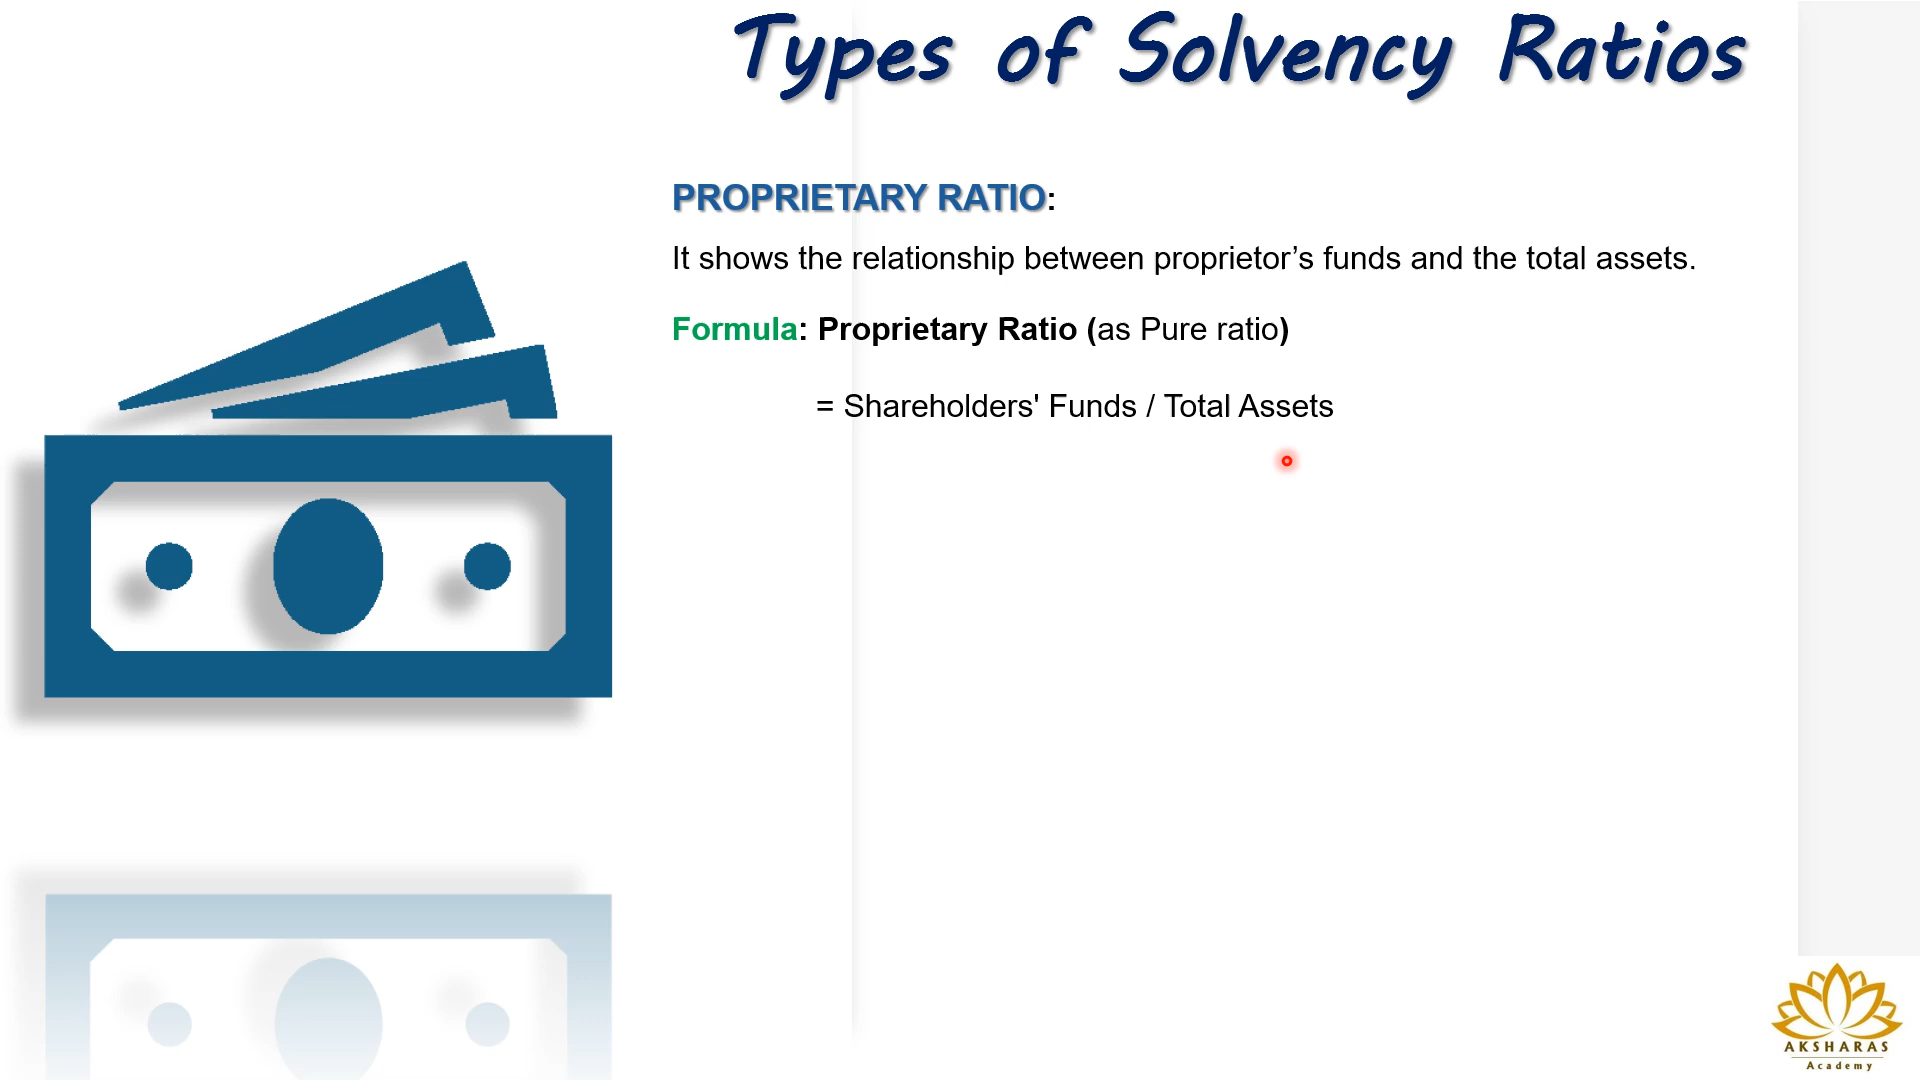 Types of Solvency Ratios
PROPRIETARY RATIO:
It shows the relationship between proprietor’s funds and the total assets.
Formula: Proprietary Ratio (as Pure ratio)
= Shareholders' Funds / Total Assets
AKSHARAS
Academy